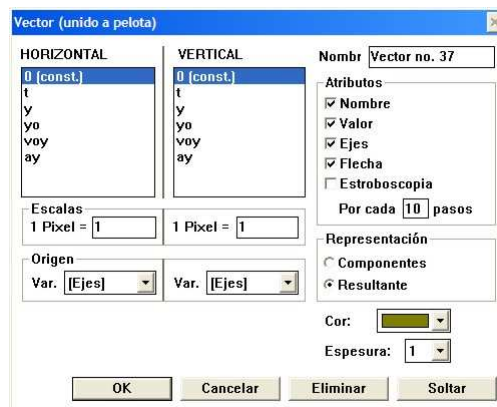 Vector (unido a pelota)
HORIZONTAL
0 (const.)
t
y
yo
voy
ay
VERTICAL
0 (const.)
t
y
yo
voy
ay
Escalas
1 Pixel = 1
1 Pixel = 1
Origen
Var. [Ejes]
Var. [Ejes]
Nombr Vector no. 37
Atributos
Nombre
Valor
Ejes
Flecha
Estroboscopia
Por cada 10 pasos
Representación
Componentes
Resultante
Cor:
Espesura: 1
OK Cancelar Eliminar Soltar